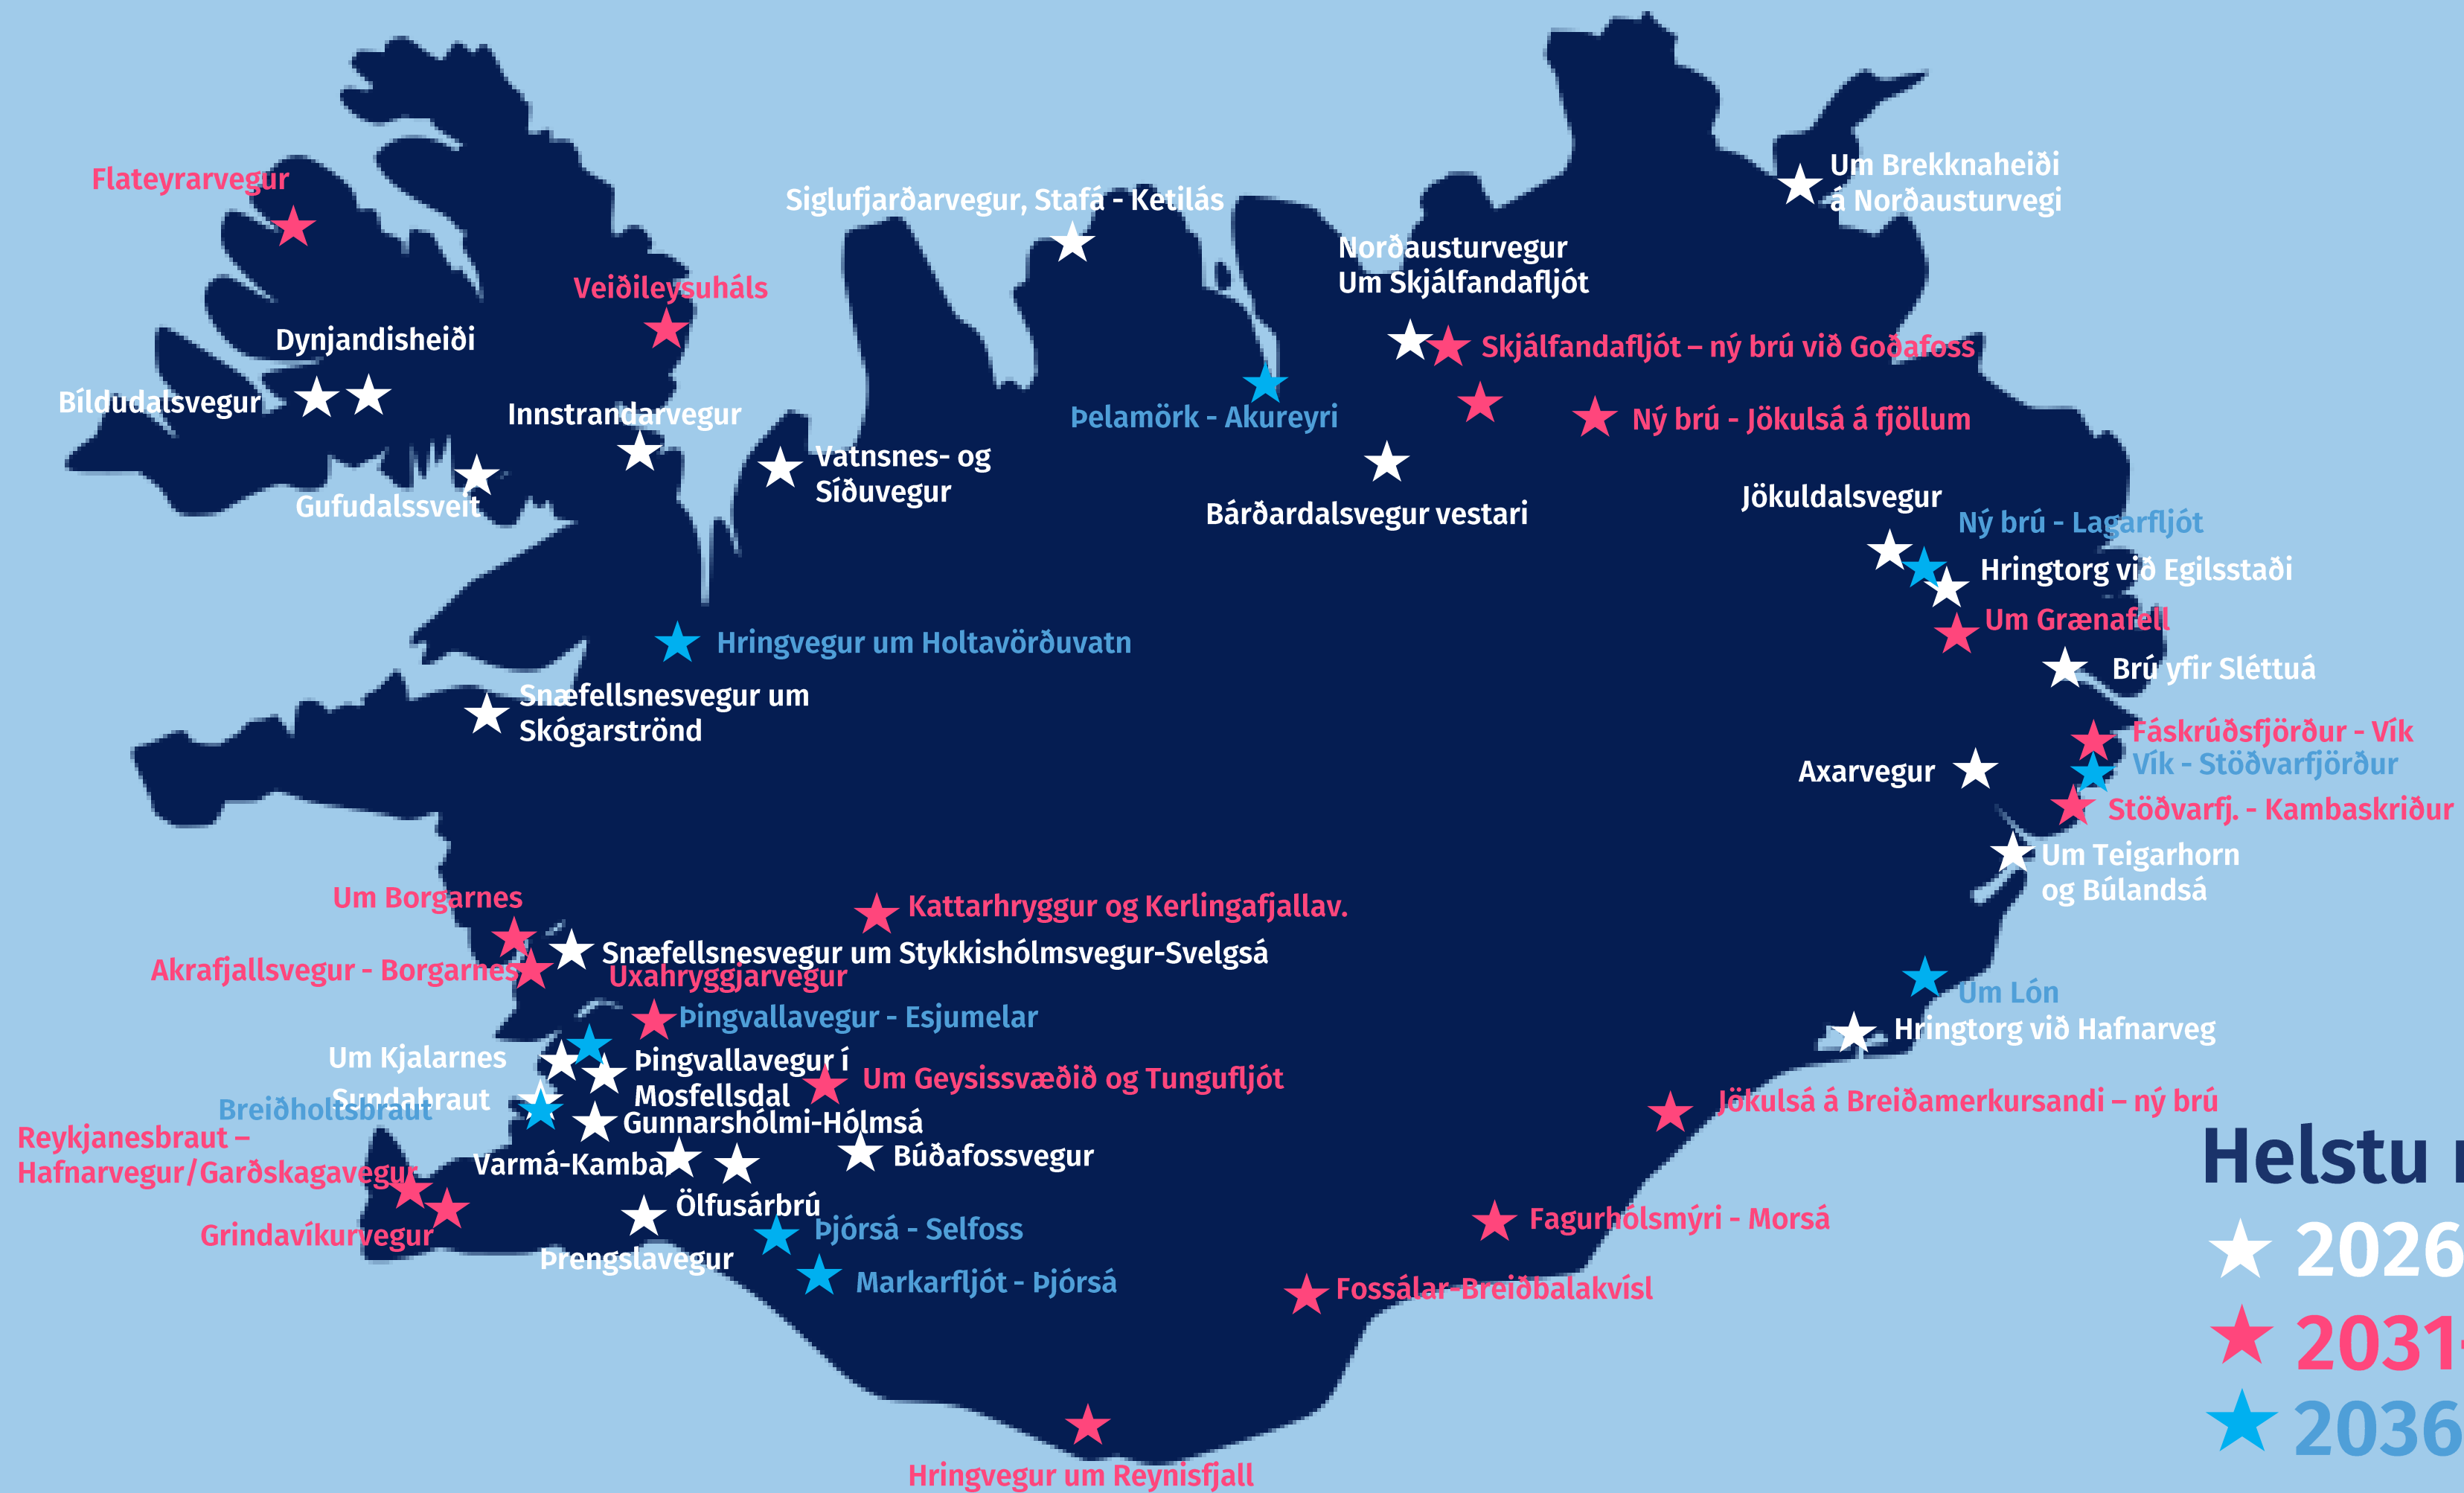 Flateyrarvegur
Veiðileysuháls
Dynjandisheiði
Bíldudalsvegur
Innstrandarvegur
Gufudalssveit
Vatnsnes- og
Síðuvegur
Siglufjarðarvegur, Stafá - Ketilás
Um Brekknaheiði
á Norðausturvegi
Norðausturvegur
Um Skjálfandafljót
Skjálfandafljót – ný brú við Goðafoss
Þelamörk - Akureyri
Ný brú - Jökulsá á fjöllum
Bárðardalsvegur vestari
Jökuldalsvegur
Ný brú - Lagarfljót
Hringtorg við Egilsstaði
Um Grænafell
Brú yfir Sléttuá
Hringvegur um Holtavörðuvatn
Snæfellsnesvegur um
Skógarströnd
Fáskrúðsfjörður - Vík
Vík - Stöðvarfjörður
Axarvegur
Stöðvarfj. - Kambaskriður
Um Teigarhorn
og Búlandsá
Um Borgarnes
Kattarhryggur og Kerlingafjallav.
Snæfellsnesvegur um Stykkishólmsvegur-Svelgsá
Akrafjallsvegur - Borgarnes
Uxahryggjarvegur
Þingvallavegur - Esjumelar
Um Lón
Hringtorg við Hafnarveg
Um Kjalarnes
Þingvallavegur í
Mosfellsdal
Um Geysissvæðið og Tungufljót
Sundabraut
Breiðholtsbraut
Gunnarshólmi-Hólmsá
Jökulsá á Breiðamerkursandi – ný brú
Reykjanesbraut –
Hafnarvegur/Garðskagavegur
Varmá-Kamba
Búðafossvegur
Ölfusárbrú
Grindavíkurvegur
Þrengslavegur
Þjórsá - Selfoss
Markarfljót - Þjórsá
Fagurhólsmýri - Morsá
Fossálar-Breiðbalakvísl
Hringvegur um Reynisfjall
Helstu
2026
2031-
2036